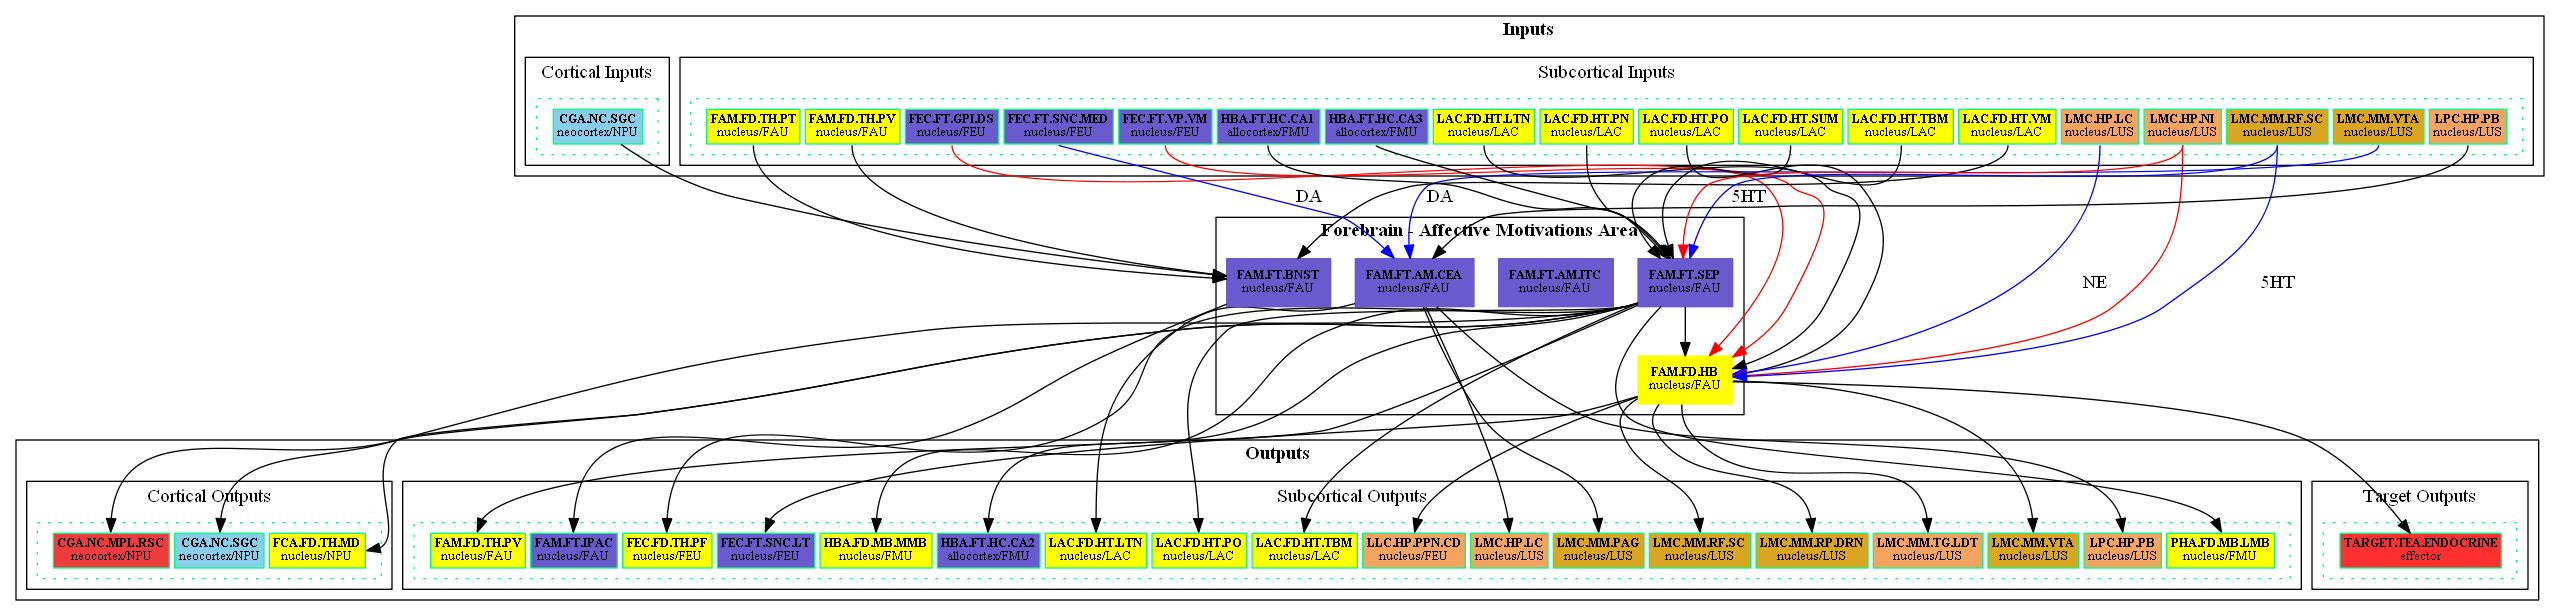 Inputs
Cortical Inputs
Subcortical Inputs
CGA.NC.SGC
neocortex/NPU
FAM.FD.TH.PT
nucleus/FAU
FAM.FD.TH.PV
nucleus/FAU
FEC.FT.GPI.DS
nucleus/FEU
FEC.FT.SNC.MED
nucleus/FEU
FEC.FT.VP.VM
nucleus/FEU
HBA.FT.HC.CA1
allocortex/FMU
HBA.FT.HC.CA3
allocortex/FMU
LAC.FD.HT.LTN
nucleus/LAC
LAC.FD.HT.PN
nucleus/LAC
LAC.FD.HT.PO
nucleus/LAC
LAC.FD.HT.SUM
nucleus/LAC
LAC.FD.HT.TBM
nucleus/LAC
LAC.FD.HT.VM
nucleus/LAC
LMC.HP.LC
nucleus/LUS
LMC.HP.NI
nucleus/LUS
LMC.MM.RF.SC
nucleus/LUS
LMC.MM.VTA
nucleus/LUS
LPC.HP.PB
nucleus/LUS
DA
DA
5HT
Forebrain - Affective Motivations Area
FAM.FT.BNST
nucleus/FAU
FAM.FT.AM.CEA
nucleus/FAU
FAM.FT.AM.ITC
nucleus/FAU
FAM.FT.SEP
nucleus/FAU
NE
5HT
FAM.FD.HB
nucleus/FAU
Outputs
Cortical Outputs
Subcortical Outputs
Target Outputs
CGA.NC.MPL.RSC
neocortex/NPU
CGA.NC.SGC
neocortex/NPU
FCA.FD.TH.MD
nucleus/NPU
FAM.FD.TH.PV
nucleus/FAU
FAM.FT.IPAC
nucleus/FAU
FEC.FD.TH.PF
nucleus/FEU
FEC.FT.SNC.LT
nucleus/FEU
HBA.FD.MB.MMB
nucleus/FMU
HBA.FT.HC.CA2
allocortex/FMU
LAC.FD.HT.LTN
nucleus/LAC
LAC.FD.HT.PO
nucleus/LAC
LAC.FD.HT.TBM
nucleus/LAC
LLC.HP.PPN.CD
nucleus/FEU
LMC.HP.LC
nucleus/LUS
LMC.MM.PAG
nucleus/LUS
LMC.MM.RF.SC
nucleus/LUS
LMC.MM.RP.DRN
nucleus/LUS
LMC.MM.TG.LDT
nucleus/LUS
LMC.MM.VTA
nucleus/LUS
LPC.HP.PB
nucleus/LUS
PHA.FD.MB.LMB
nucleus/FMU
TARGET.TEA.ENDOCRINE
effector